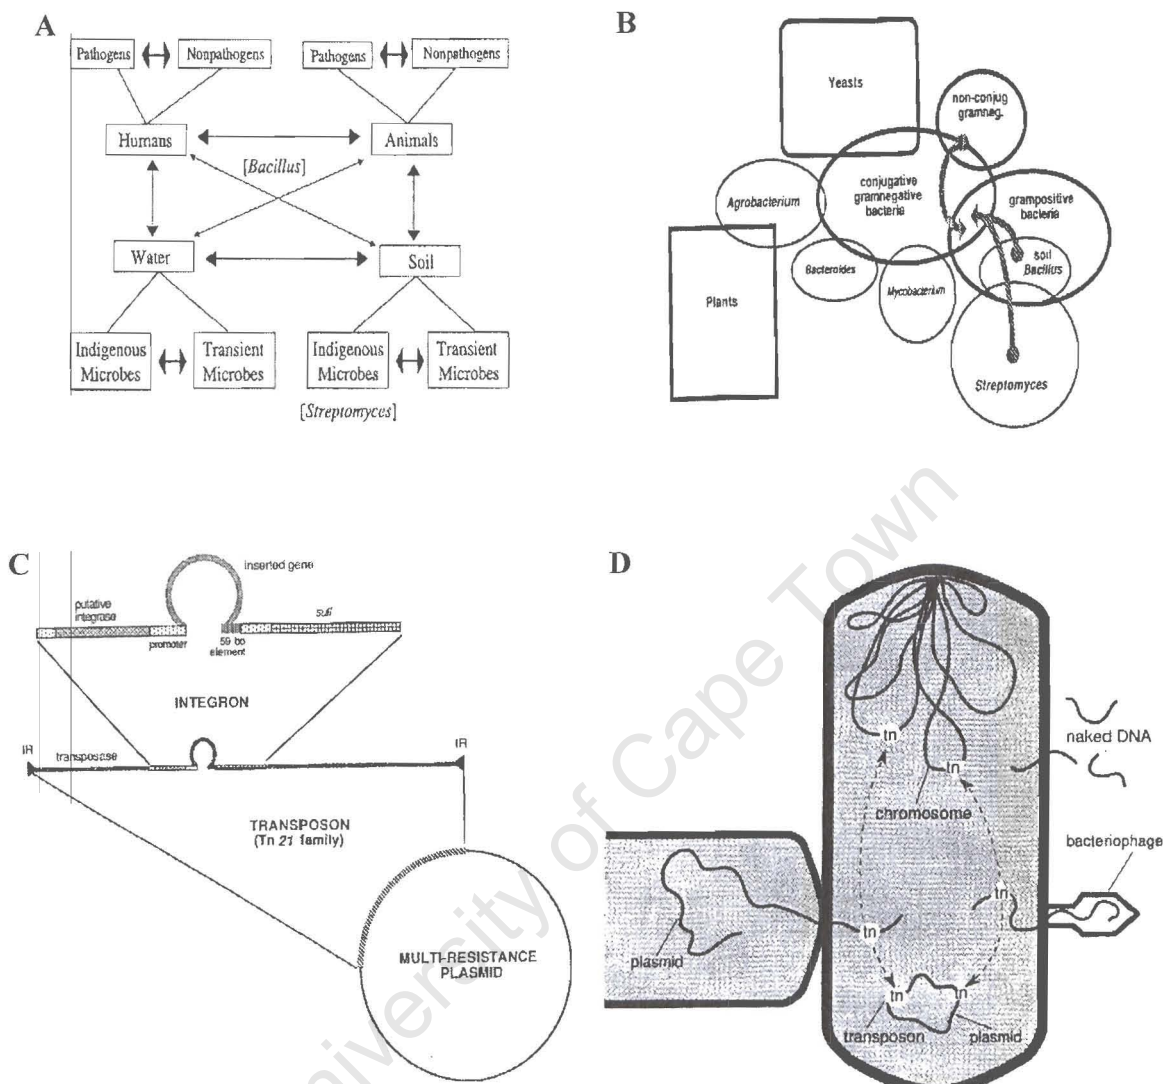 A
Pathogens
Nonpathogens
Pathogens
Nonpathogens
Humans
Animals
[Bacillus]
Water
Soil
Indigenous
Microbes
Transient
Microbes
Indigenous
Microbes
Transient
Microbes
[Streptomyces]
B
Yeasts
non-conjug
gramneg.
conjugative
gramnegative
bacteria
Agrobacterium
grampositive
bacteria
soil
Bacillus
Bacteroides
Mycobacterium
Plants
Streptomyces
C
inserted gene
putative
integrase
sulI
promoter
59 bp
element
INTEGRON
IR
transposase
IR
TRANSPOSON
(Tn 21 family)
MULTI-RESISTANCE
PLASMID
D
tn
tn
chromosome
naked DNA
bacteriophage
tn
tn
plasmid
tn
tn
transposon
plasmid
University of Cape Town